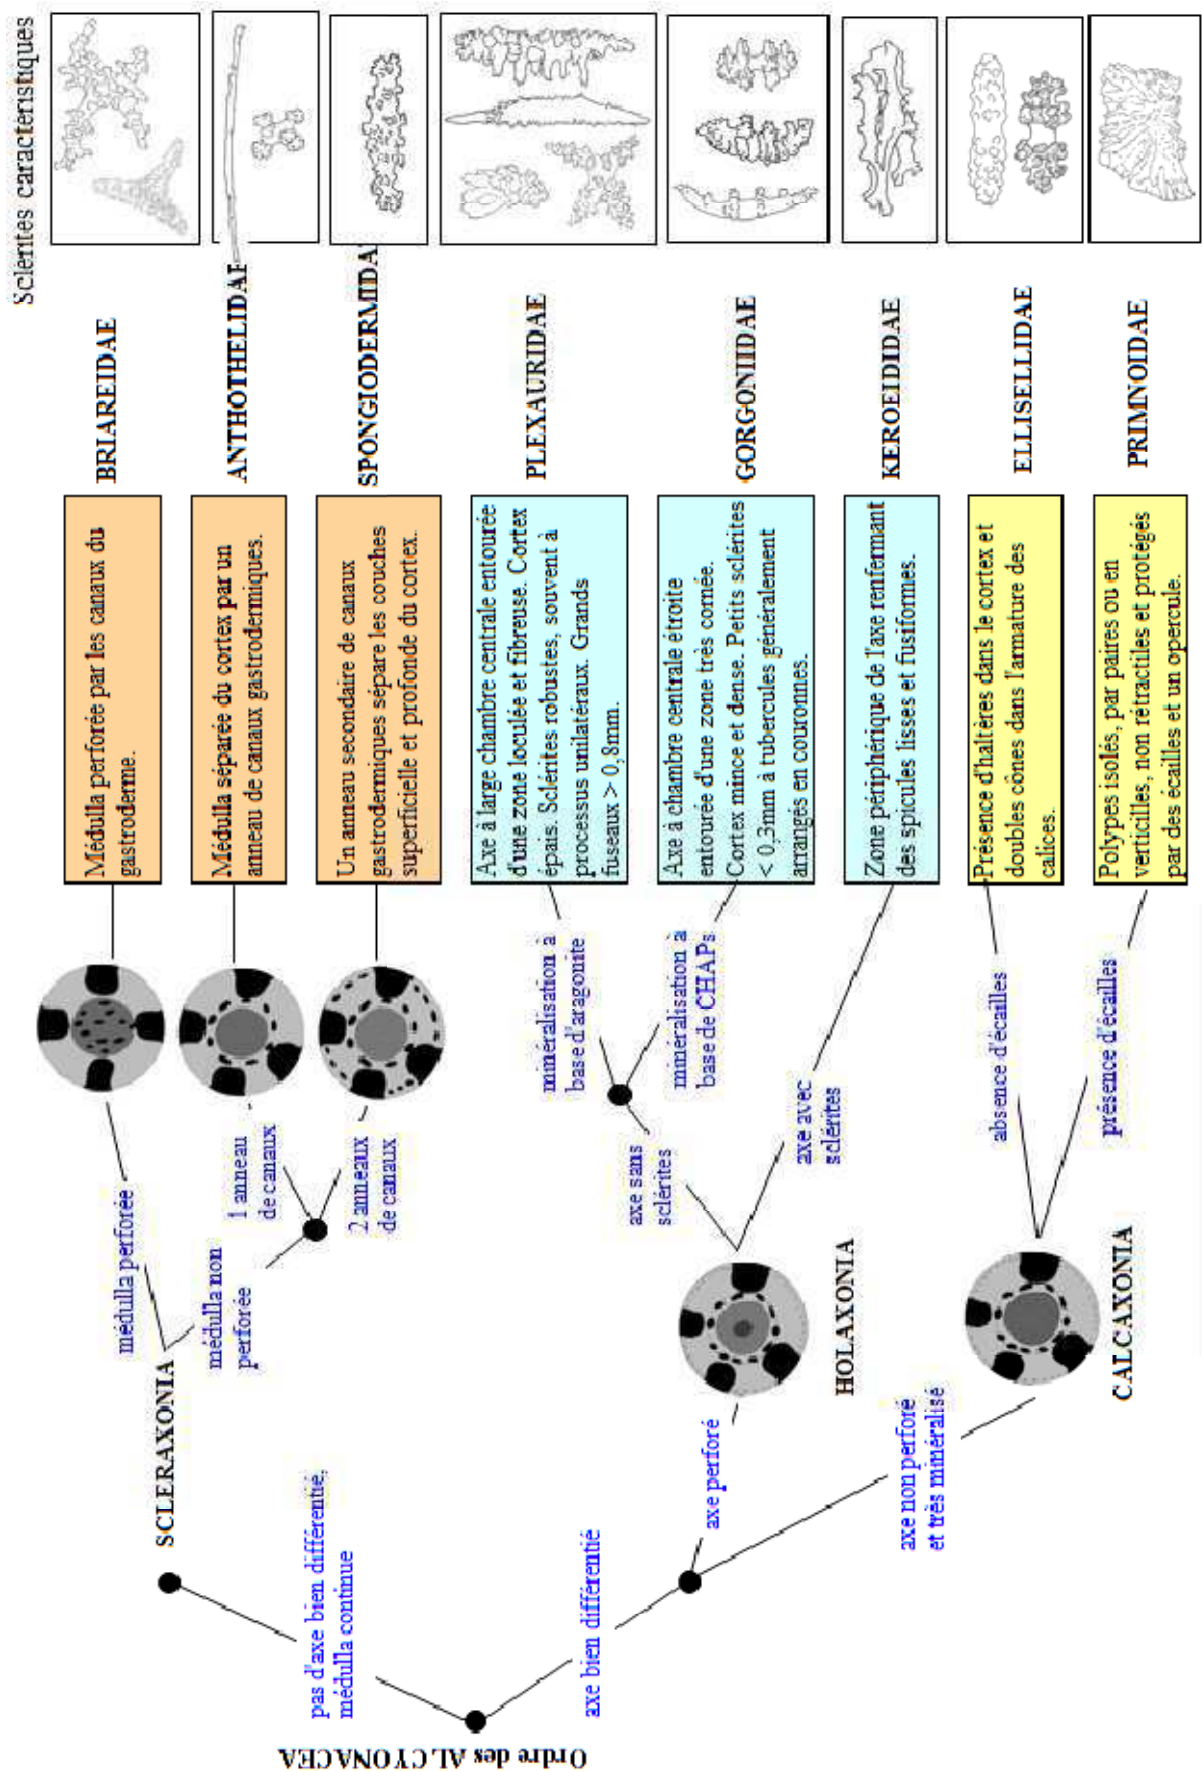 Sclérites caractéristiques
Ordre des ALCYONACEA
pas d'axe bien différentié,
médulla continue
axe bien différentié
SCLERAXONIA
médulla perforée
médulla non
perforée
1 anneau
de canaux
2 anneaux
de canaux
axe perforé
HOLAXONIA
axe sans
sclérites
minéralisation à
base d'aragonite
minéralisation à
base de CHAPs
axe avec
sclérites
axe non perforé
et très minéralisé
CALCAXONIA
absence d'écailles
présence d'écailles
Médulla perforée par les canaux du
gastroderme.
BRIAREIDAE
Médulla séparée du cortex par un
anneau de canaux gastrodermiques.
ANTHOTHELIDAE
Un anneau secondaire de canaux
gastrodermiques sépare les couches
superficielle et profonde du cortex.
SPONGIODERMIDA
Axe à large chambre centrale entourée
d'une zone loculée et fibreuse. Cortex
épais. Sclérites robustes, souvent à
processus unilatéraux. Grands
fuseaux > 0,8mm.
PLEXAURIDAE
Axe à chambre centrale étroite
entourée d'une zone très cornée.
Cortex mince et dense. Petits sclérites
< 0,3mm à tubercules généralement
arrangés en couronnes.
GORGONIIDAE
Zone périphérique de l'axe renfermant
des spicules lisses et fusiformes.
KEROEIDIDAE
Présence d'haltères dans le cortex et
doubles cônes dans l'armature des
calices.
ELLISELLIDAE
Polypes isolés, par paires ou en
verticilles, non rétractiles et protégés
par des écailles et un opercule.
PRIMNOIDAE